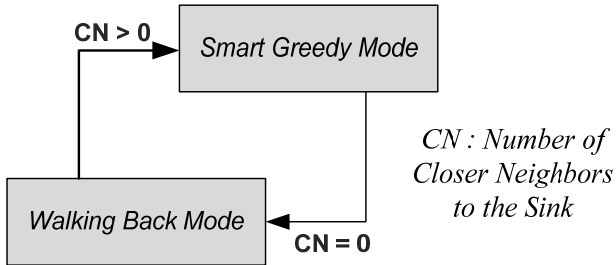 CN > 0
Smart Greedy Mode
CN : Number of
Closer Neighbors
to the Sink
Walking Back Mode
CN = 0